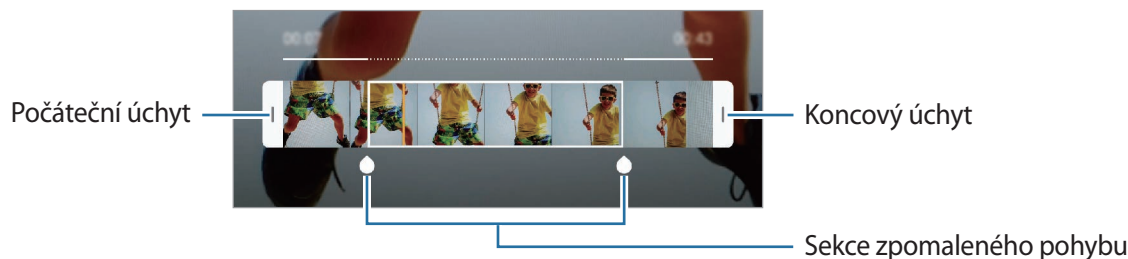 00:07
00:43
Počáteční úchyt
Koncový úchyt
Sekce zpomaleného pohybu